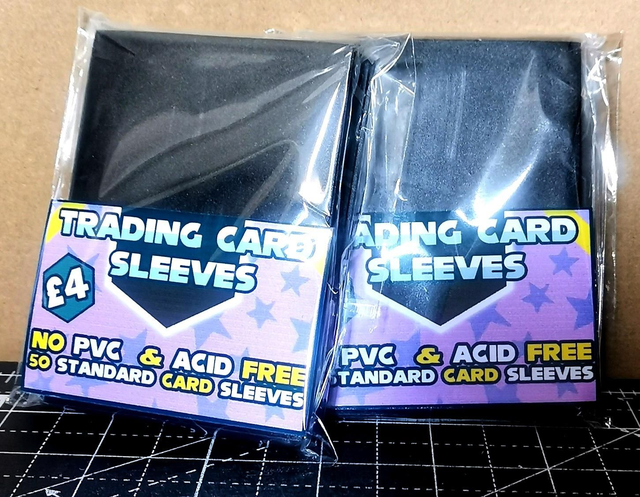 TRADING CARD
SLEEVES
£4
NO PVC & ACID FREE
50 STANDARD CARD SLEEVES
ADING CARD
SLEEVES
PVC & ACID FREE
STANDARD CARD SLEEVES